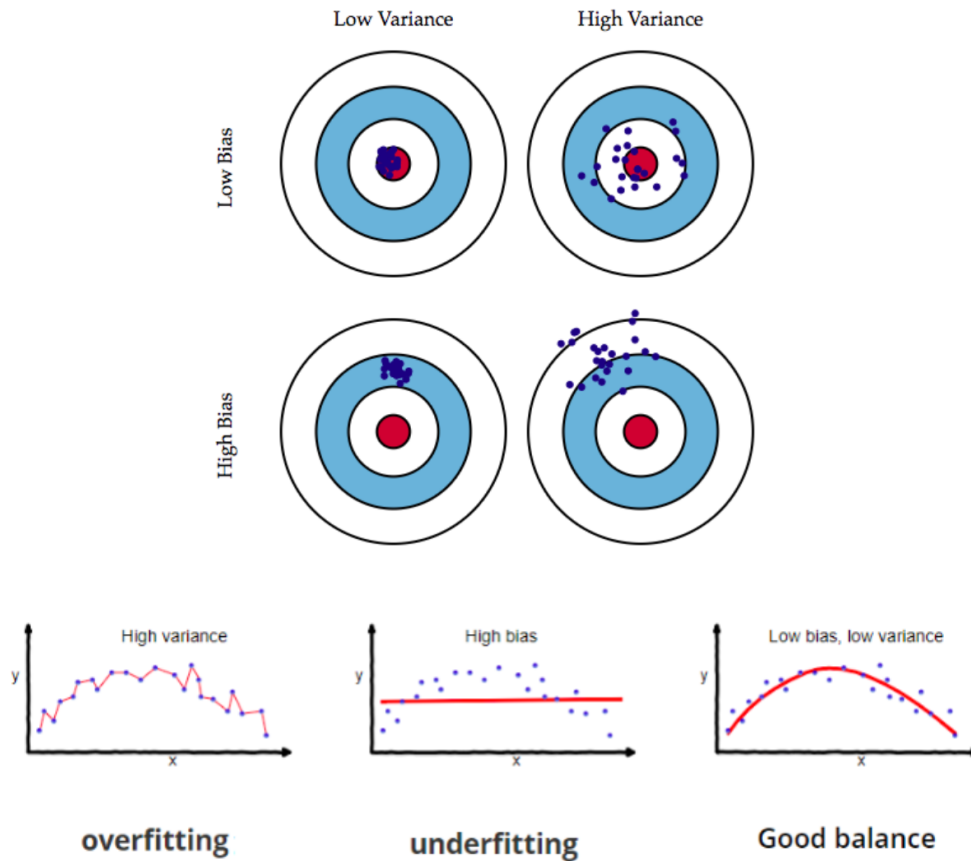 Low Variance
High Variance
Low Bias
High Bias
High variance
y
x
overfitting
High bias
y
x
underfitting
Low bias, low variance
y
x
Good balance